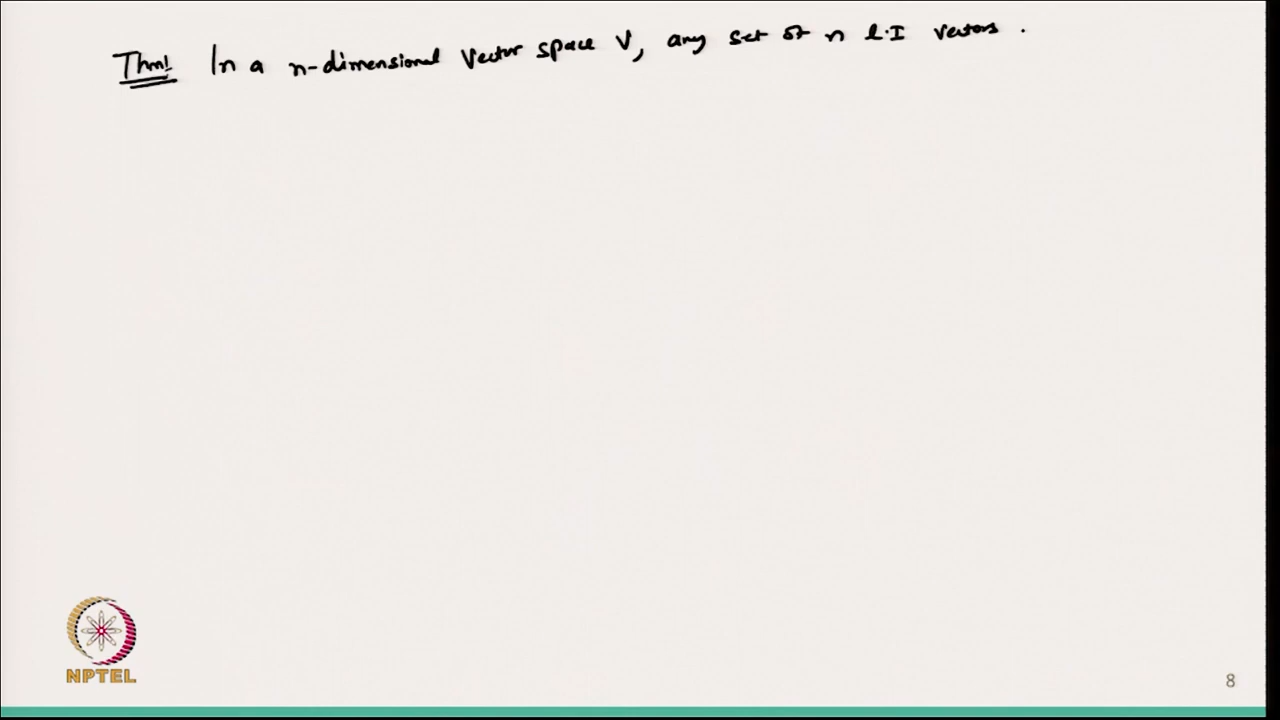 Thm! In a n-dimensional Vector space V, any set of n l.I vectors .
NPTEL
8